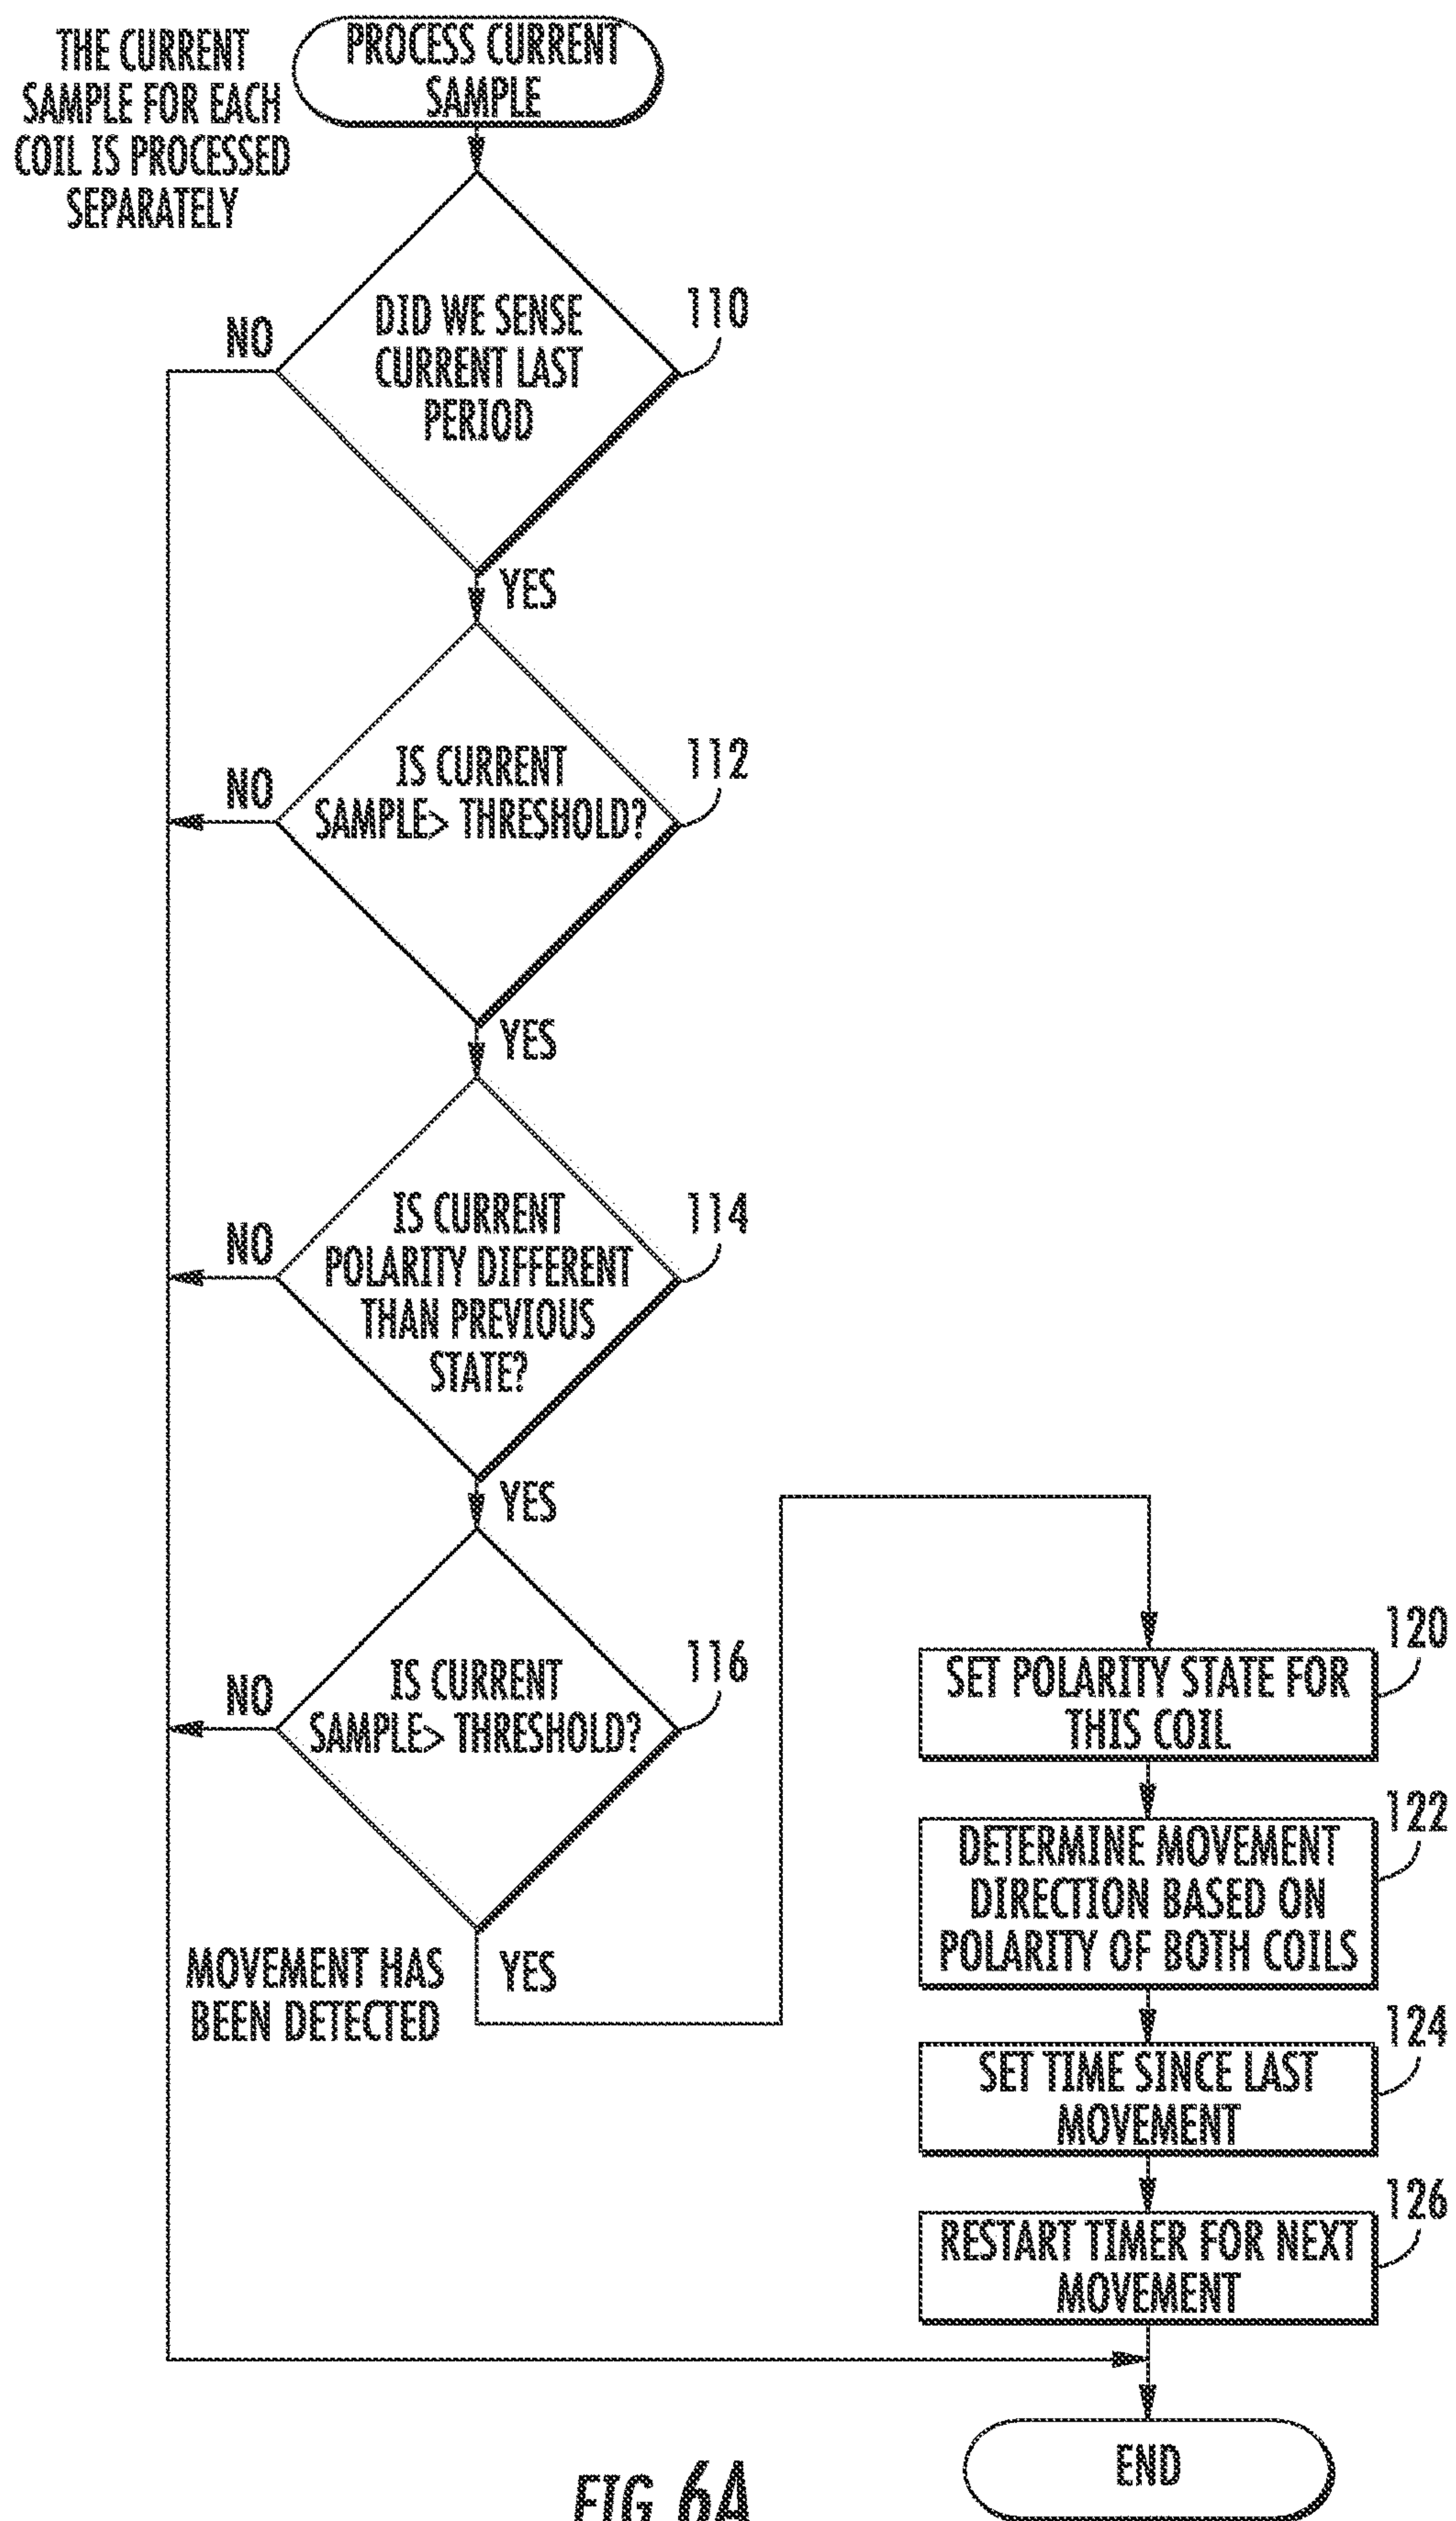 THE CURRENT
SAMPLE FOR EACH
COIL IS PROCESSED
SEPARATELY
PROCESS CURRENT
SAMPLE
DID WE SENSE
CURRENT LAST
PERIOD
110
NO
YES
IS CURRENT
SAMPLE> THRESHOLD?
112
NO
YES
IS CURRENT
POLARITY DIFFERENT
THAN PREVIOUS
STATE?
114
NO
YES
IS CURRENT
SAMPLE> THRESHOLD?
116
NO
YES
MOVEMENT HAS
BEEN DETECTED
SET POLARITY STATE FOR
THIS COIL
120
DETERMINE MOVEMENT
DIRECTION BASED ON
POLARITY OF BOTH COILS
122
SET TIME SINCE LAST
MOVEMENT
124
RESTART TIMER FOR NEXT
MOVEMENT
126
END
FIG. 6A